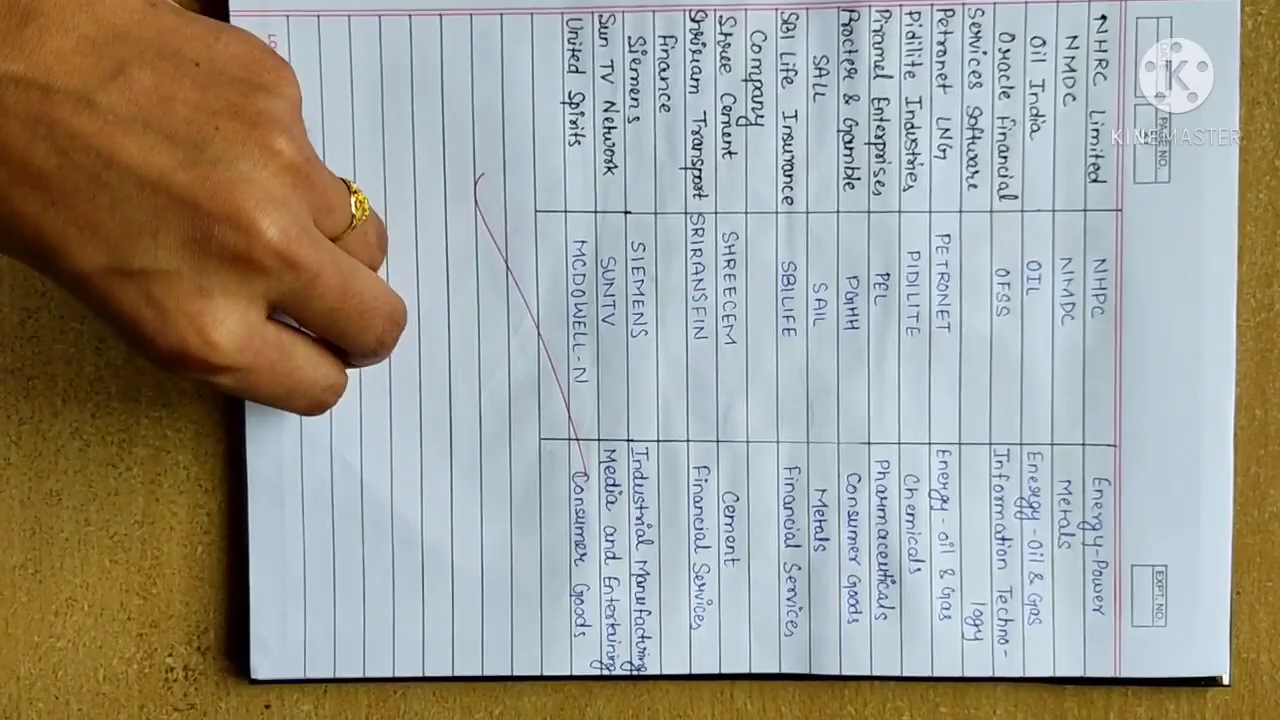 DATE
PAGE NO.
EXPT. NO.
K
KINEMASTER
NHRC Limited NHPC Energy-Power
NMDC NMDC Metals
Oil India OIL Energy-Oil & Gas
Oracle Financial OFSS Information Techno-
Services Software logy
Petronet LNG PETRONET Energy-oil & Gas
Pidilite Industries PIDILITE Chemicals
Piramel Enterprises PEL Pharmaceuticals
Procter & Gamble PGHH Consumer Goods
SALL SAIL Metals
SBI Life Insurance SBILIFE Financial Services
Company
Shree Cement SHREECEM Cement
Shriram Transport SRIRANSFIN Financial Services
Finance
Siemens SIEMENS Industrial Manufacturing
Sun TV Network SUNTV Media and Entertaining
United Spirits MCDOWELL-N Consumer Goods